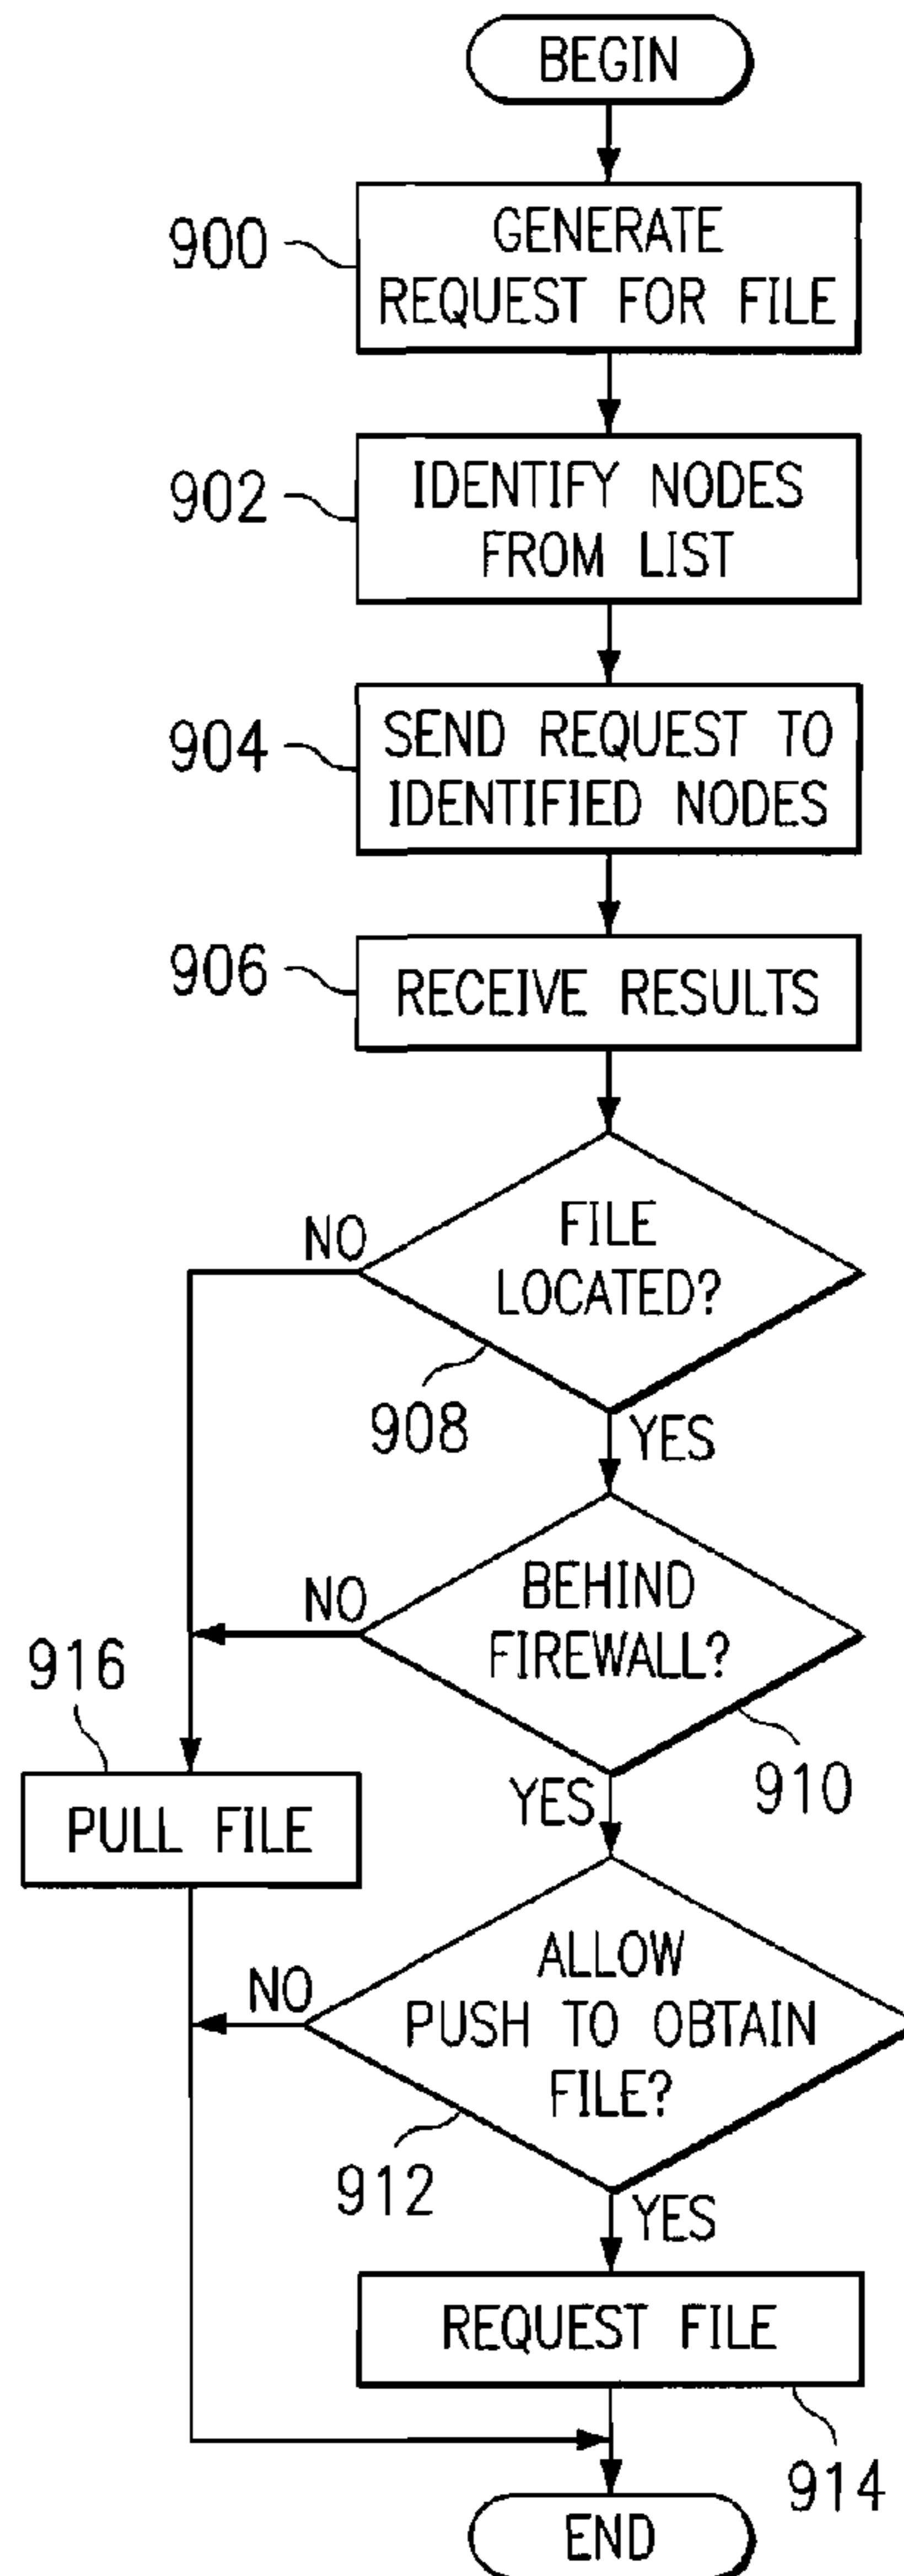 BEGIN
900
GENERATE
REQUEST FOR FILE
902
IDENTIFY NODES
FROM LIST
904
SEND REQUEST TO
IDENTIFIED NODES
906
RECEIVE RESULTS
NO
FILE
LOCATED?
908
YES
NO
BEHIND
FIREWALL?
916
910
YES
PULL FILE
NO
ALLOW
PUSH TO OBTAIN
FILE?
912
YES
REQUEST FILE
914
END